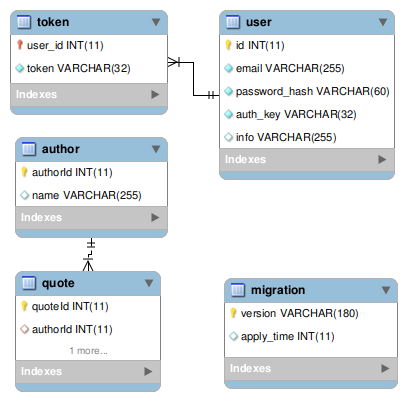 token
user_id INT(11)
token VARCHAR(32)
Indexes
user
id INT(11)
email VARCHAR(255)
password_hash VARCHAR(60)
auth_key VARCHAR(32)
info VARCHAR(255)
Indexes
author
authorId INT(11)
name VARCHAR(255)
Indexes
quote
quoteId INT(11)
authorId INT(11)
1 more...
Indexes
migration
version VARCHAR(180)
apply_time INT(11)
Indexes